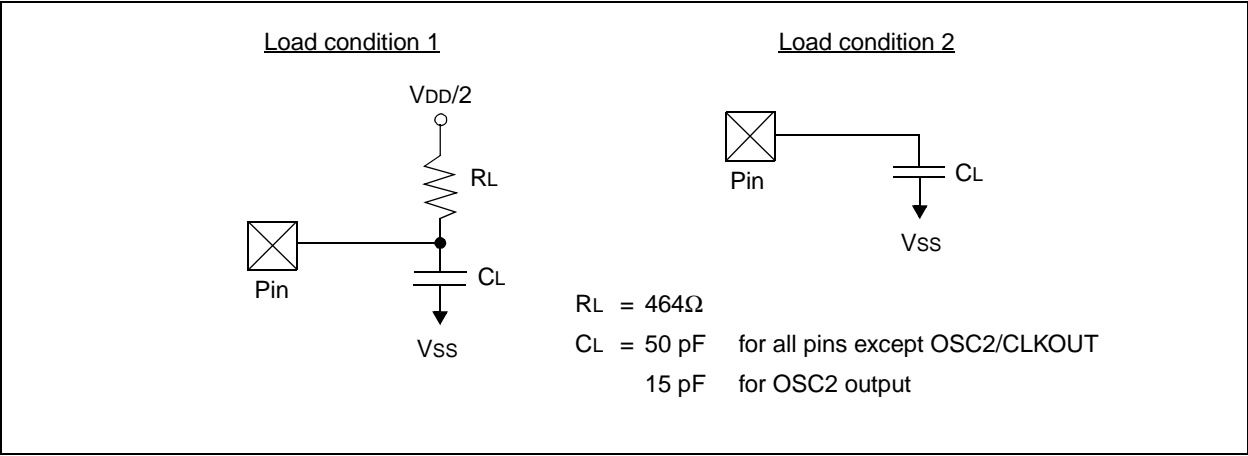 Load condition 1
VDD/2
RL
Pin
CL
VSS
Load condition 2
Pin
CL
VSS
RL = 464Ω
CL = 50 pF for all pins except OSC2/CLKOUT
15 pF for OSC2 output